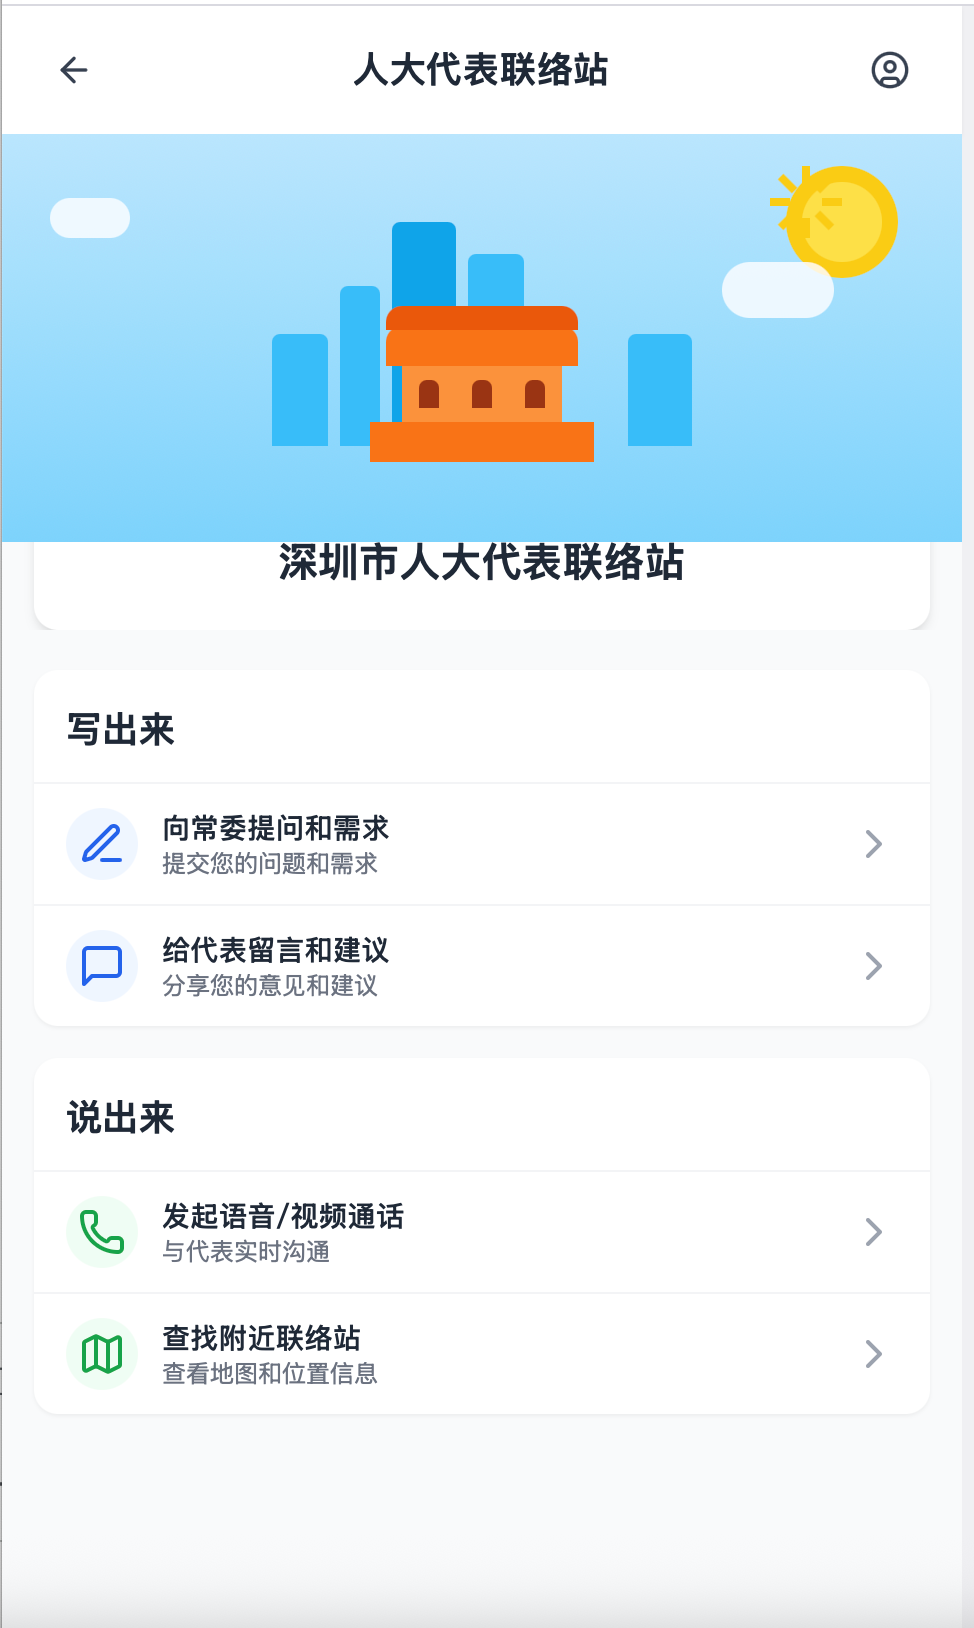 人大代表联络站
深圳市人大代表联络站
写出来
向常委提问和需求
提交您的问题和需求
给代表留言和建议
分享您的意见和建议
说出来
发起语音/视频通话
与代表实时沟通
查找附近联络站
查看地图和位置信息